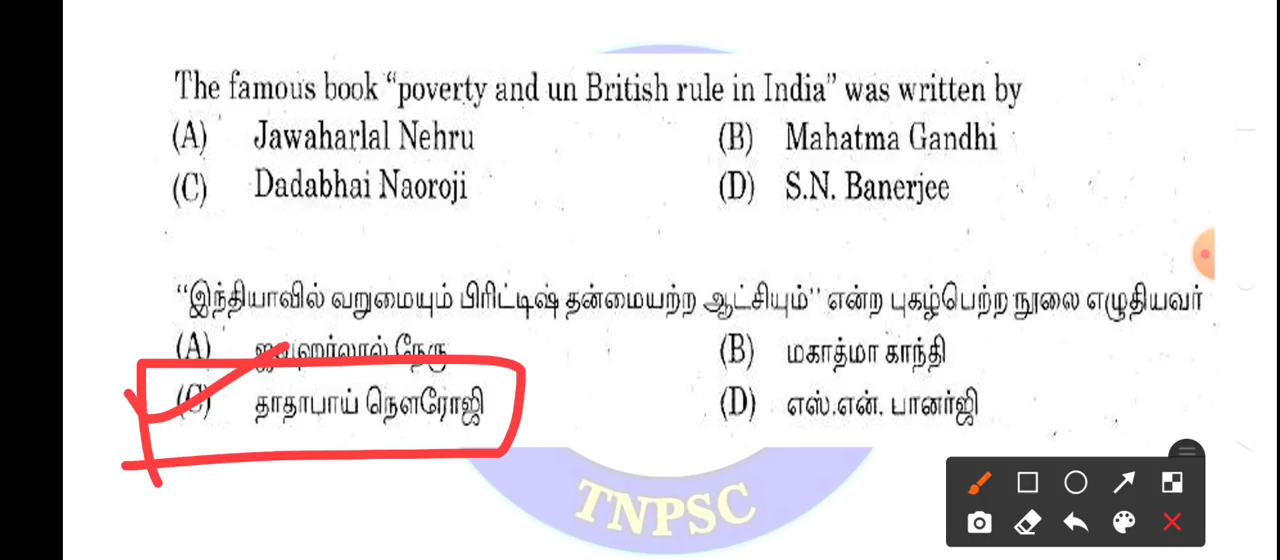 The famous book “poverty and un British rule in India” was written by
(A) Jawaharlal Nehru (B) Mahatma Gandhi
(C) Dadabhai Naoroji (D) S.N. Banerjee
“இந்தியாவில் வறுமையும் பிரிட்டிஷ் தன்மையற்ற ஆட்சியும்” என்ற புகழ்பெற்ற நூலை எழுதியவர்
(A) ஜவஹர்லால் நேரு (B) மகாத்மா காந்தி
(C) தாதாபாய் நௌரோஜி (D) எஸ்.என். பானர்ஜி
TNPSC